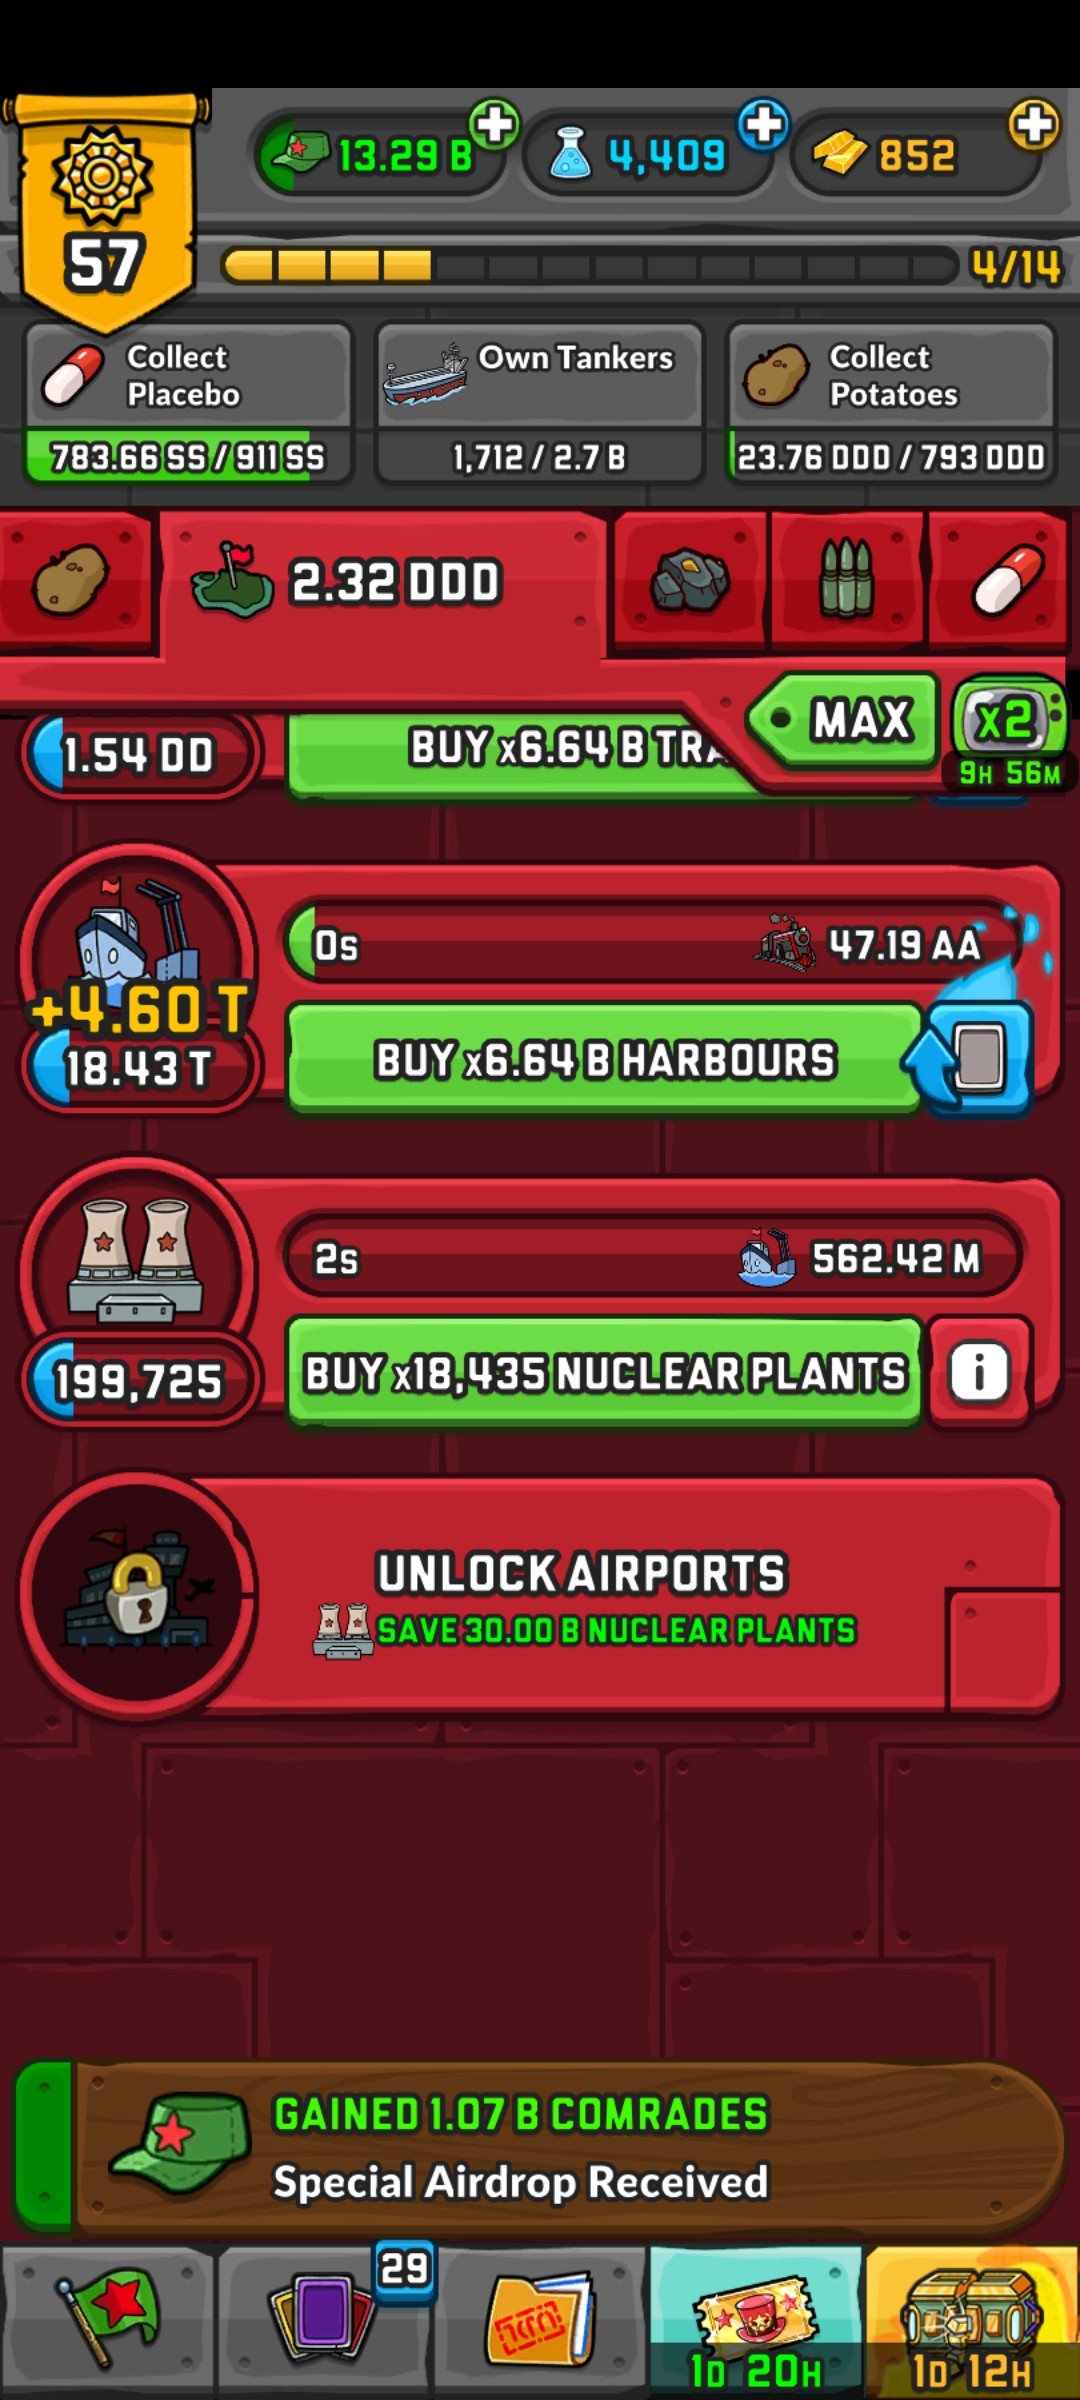 13.29 B
4,409
852
57
4/14
Collect
Placebo
783.66 SS / 911 SS
Own Tankers
1,712 / 2.7 B
Collect
Potatoes
23.76 DDD / 793 DDD
2.32 DDD
MAX
x2
9H 56M
1.54 DD
BUY x6.64 B
0s
47.19 AA
+4.60 T
18.43 T
BUY x6.64 B HARBOURS
2s
562.42 M
199,725
BUY x18,435 NUCLEAR PLANTS
i
UNLOCK AIRPORTS
SAVE 30.00 B NUCLEAR PLANTS
GAINED 1.07 B COMRADES
Special Airdrop Received
29
1D 20H
1D 12H